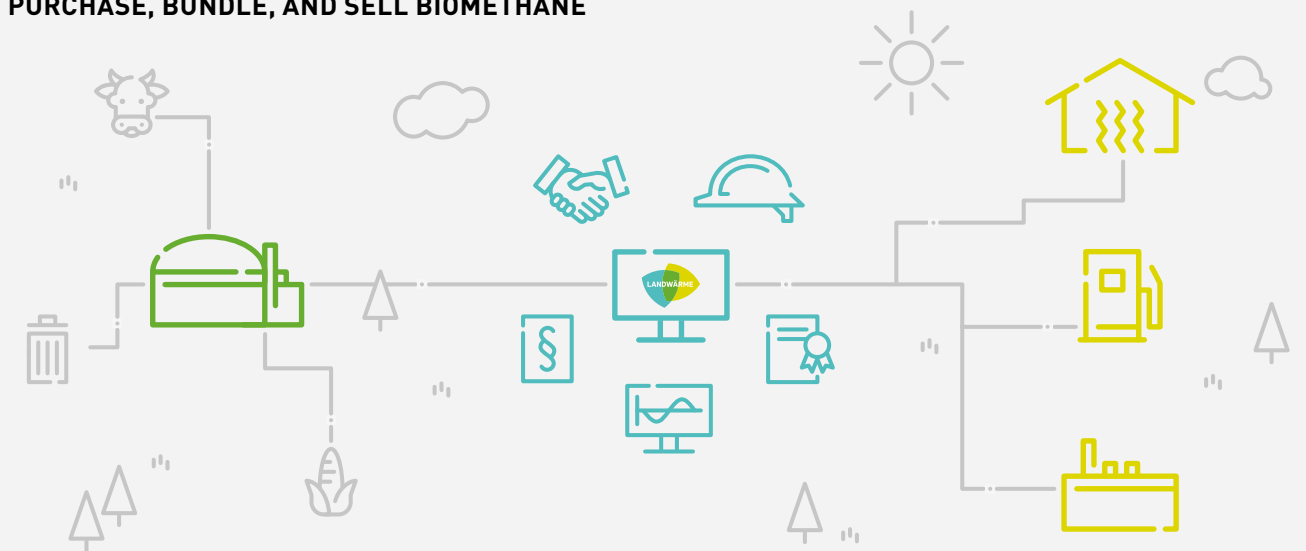 PURCHASE, BUNDLE, AND SELL BIOMETHANE
LANDWÄRME
§